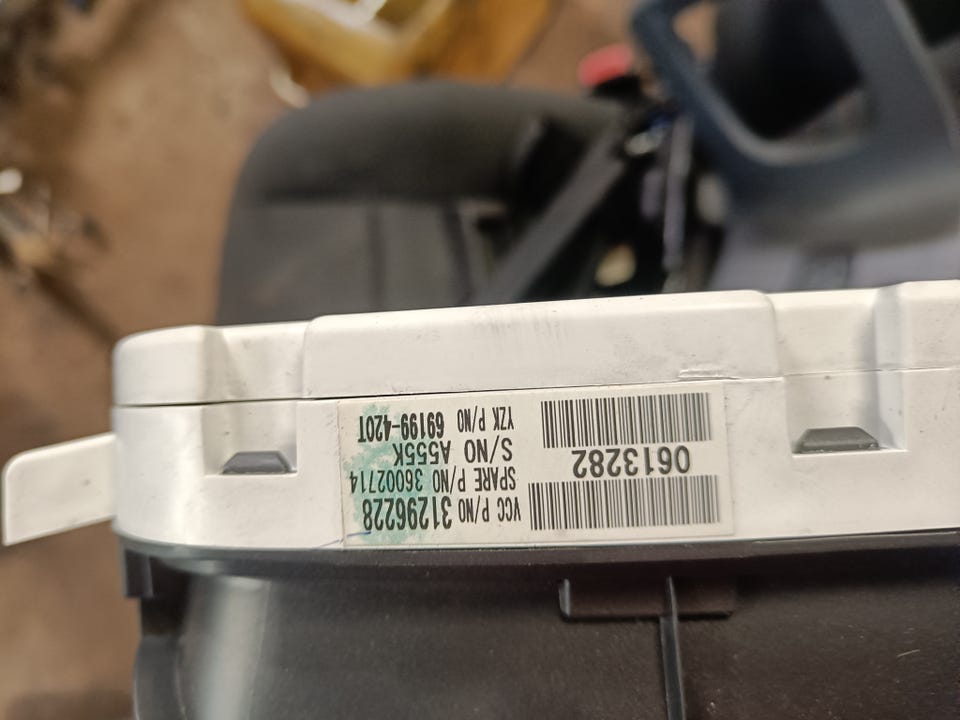 VCC P/NO 31296228
SPARE P/NO 36002714
S/NO A555K
YZK P/NO 69199-420T
0613282